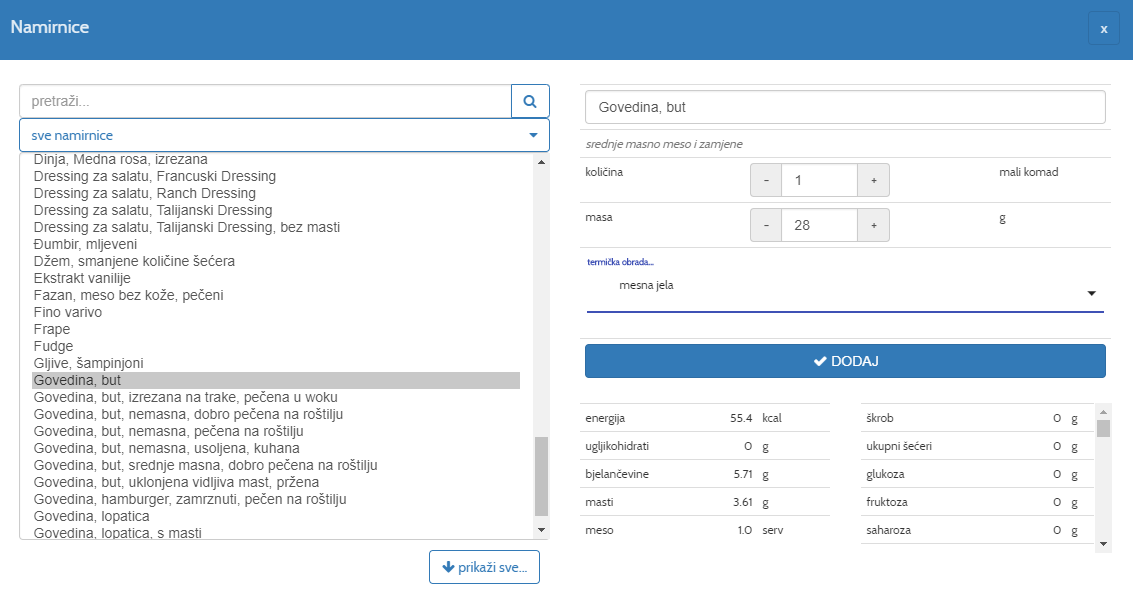 Namirnice
x
pretraži...
sve namirnice
Dinja, Medna rosa, izrezana
Dressing za salatu, Francuski Dressing
Dressing za salatu, Ranch Dressing
Dressing za salatu, Talijanski Dressing
Dressing za salatu, Talijanski Dressing, bez masti
Đumbir, mljeveni
Džem, smanjene količine šećera
Ekstrakt vanilije
Fazan, meso bez kože, pečeni
Fino varivo
Frape
Fudge
Gljive, šampinjoni
Govedina, but
Govedina, but, izrezana na trake, pečena u woku
Govedina, but, nemasna, dobro pečena na roštilju
Govedina, but, nemasna, pečena na roštilju
Govedina, but, nemasna, usoljena, kuhana
Govedina, but, srednje masna, dobro pečena na roštilju
Govedina, but, uklonjena vidljiva mast, pržena
Govedina, hamburger, zamrznuti, pečen na roštilju
Govedina, lopatica
Govedina, lopatica, s masti
prikaži sve...
Govedina, but
srednje masno meso i zamjene
količina - 1 + mali komad
masa - 28 + g
termička obrada...
mesna jela
DODAJ
energija 55.4 kcal
ugljikohidrati 0 g
bjelančevine 5.71 g
masti 3.61 g
meso 1.0 serv
škrob 0 g
ukupni šećeri 0 g
glukoza 0 g
fruktoza 0 g
saharoza 0 g